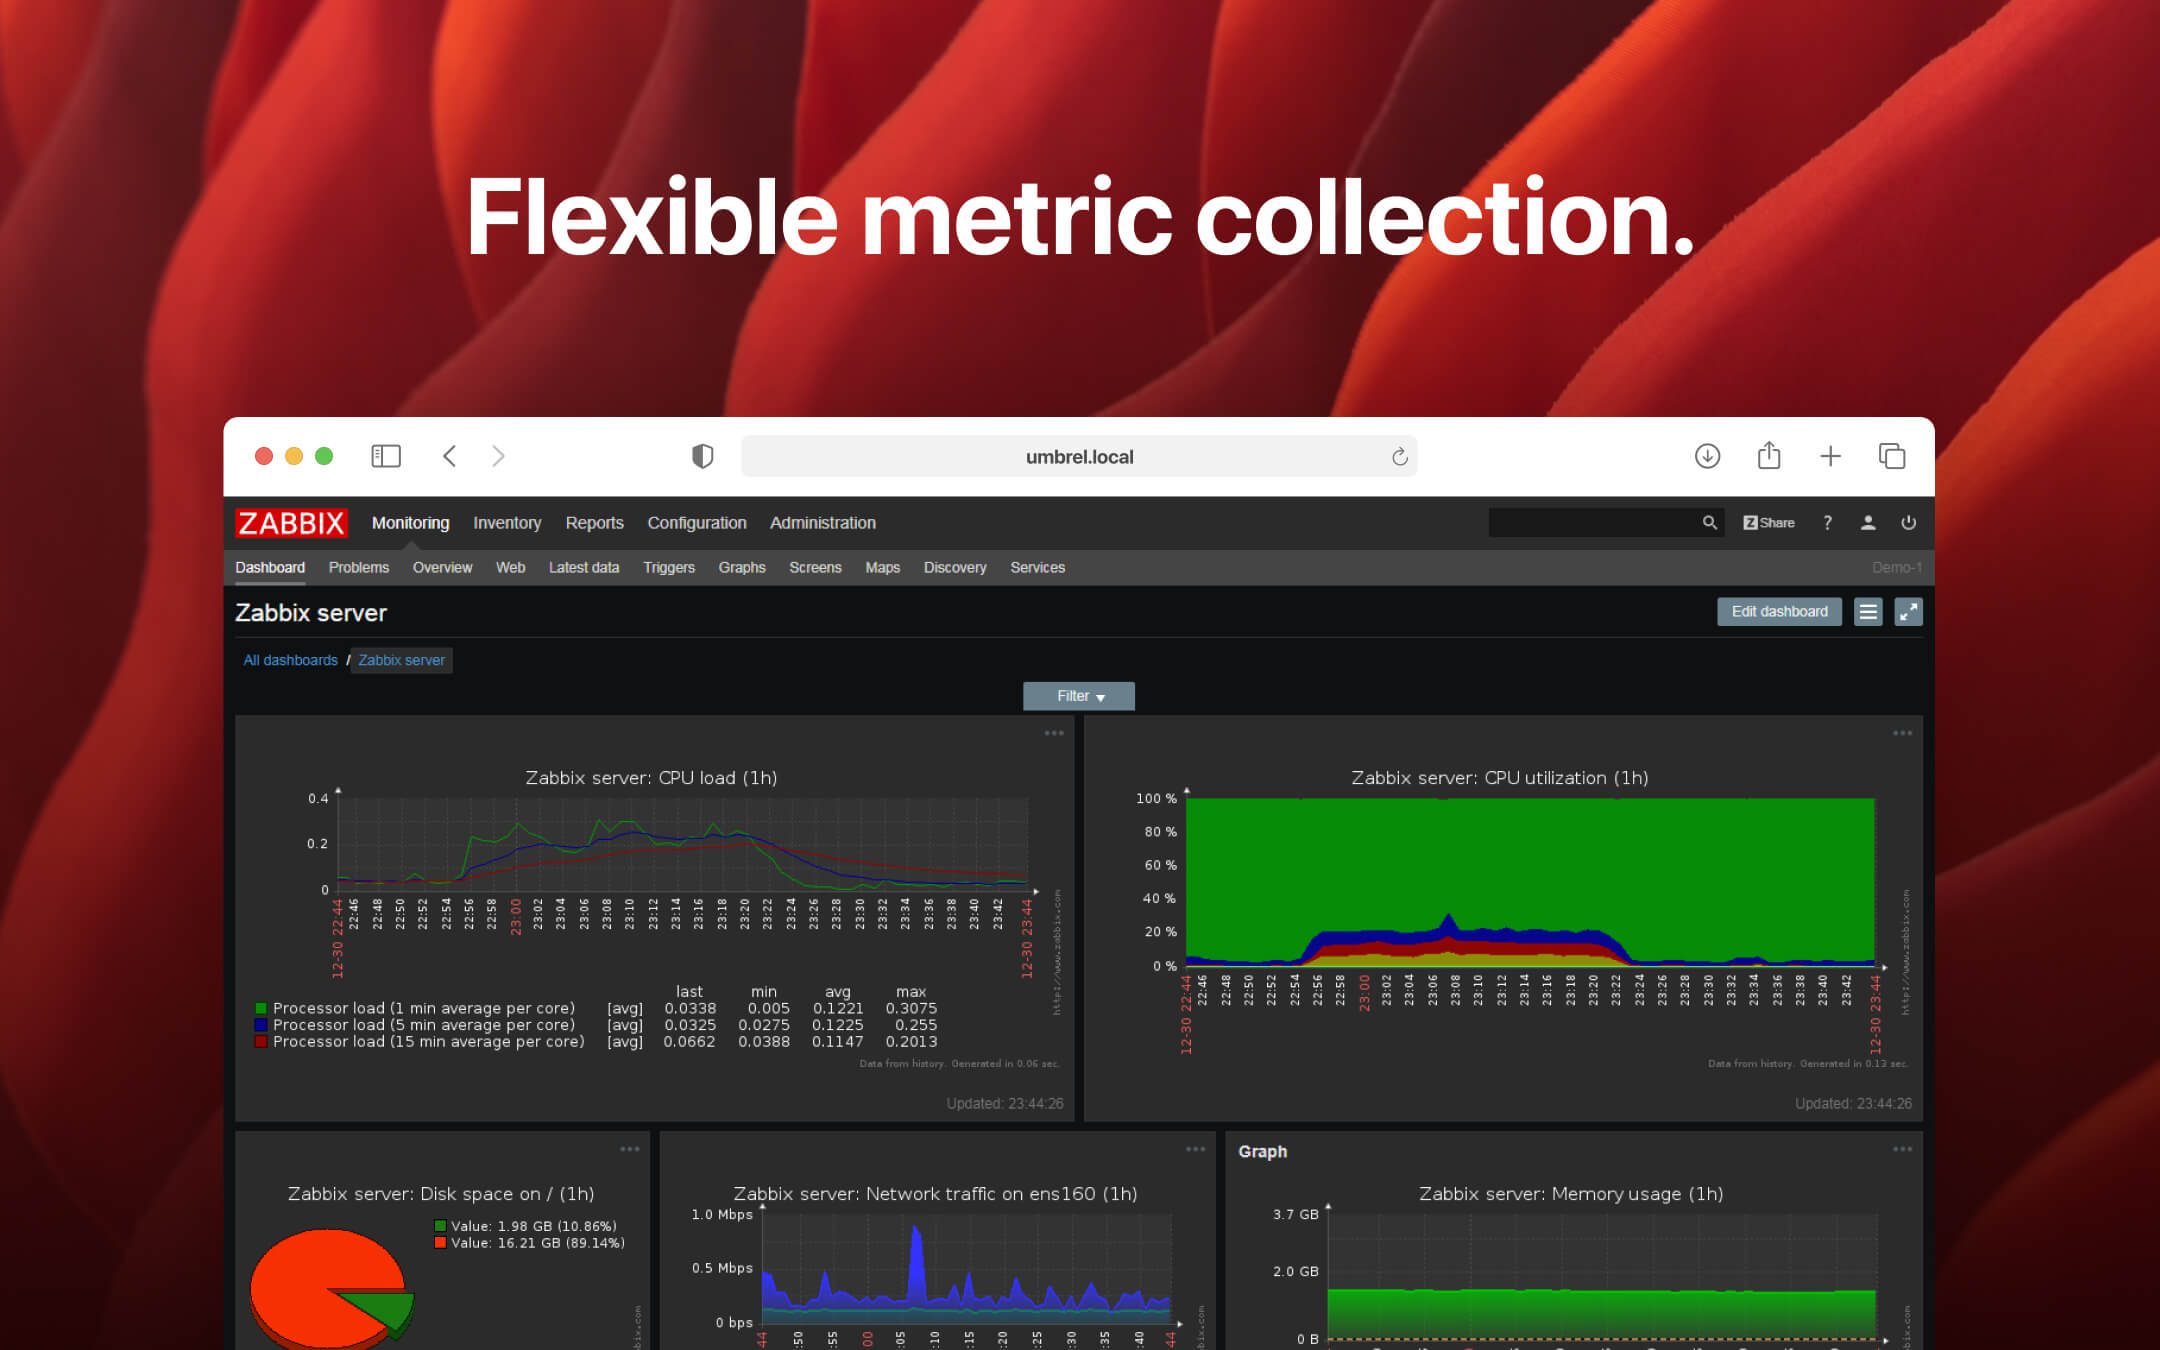 Flexible metric collection.
umbrel.local
ZABBIX Monitoring Inventory Reports Configuration Administration Z Share ?
Dashboard Problems Overview Web Latest data Triggers Graphs Screens Maps Discovery Services Demo-1
Zabbix server Edit dashboard
All dashboards / Zabbix server
Filter
Zabbix server: CPU load (1h)
0.4
0.2
0
12-30 22:44 22:46 22:48 22:50 22:52 22:54 22:56 22:58 23:00 23:02 23:04 23:06 23:08 23:10 23:12 23:14 23:16 23:18 23:20 23:22 23:24 23:26 23:28 23:30 23:32 23:34 23:36 23:38 23:40 23:42 12-30 23:44
http://www.zabbix.com
last min avg max
Processor load (1 min average per core) [avg] 0.0338 0.005 0.1221 0.3075
Processor load (5 min average per core) [avg] 0.0325 0.0275 0.1225 0.255
Processor load (15 min average per core) [avg] 0.0662 0.0388 0.1147 0.2013
Data from history. Generated in 0.06 sec.
Updated: 23:44:26
Zabbix server: CPU utilization (1h)
100 %
80 %
60 %
40 %
20 %
0 %
12-30 22:44 22:46 22:48 22:50 22:52 22:54 22:56 22:58 23:00 23:02 23:04 23:06 23:08 23:10 23:12 23:14 23:16 23:18 23:20 23:22 23:24 23:26 23:28 23:30 23:32 23:34 23:36 23:38 23:40 23:42 12-30 23:44
http://www.zabbix.com
Data from history. Generated in 0.13 sec.
Updated: 23:44:26
Zabbix server: Disk space on / (1h)
Value: 1.98 GB (10.86%)
Value: 16.21 GB (89.14%)
Zabbix server: Network traffic on ens160 (1h)
1.0 Mbps
0.5 Mbps
0 bps
Graph
Zabbix server: Memory usage (1h)
3.7 GB
2.0 GB
0 B